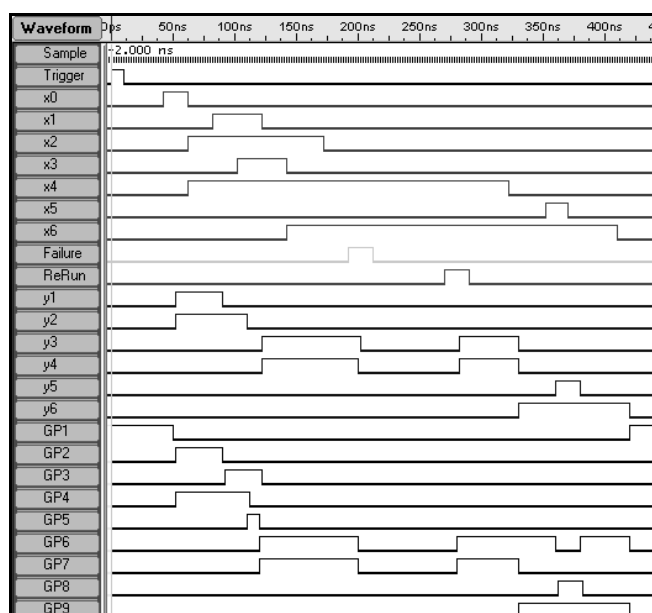 Waveform 0ps 50ns 100ns 150ns 200ns 250ns 300ns 350ns 400ns
Sample -2.000 ns
Trigger
x0
x1
x2
x3
x4
x5
x6
Failure
ReRun
y1
y2
y3
y4
y5
y6
GP1
GP2
GP3
GP4
GP5
GP6
GP7
GP8
GP9